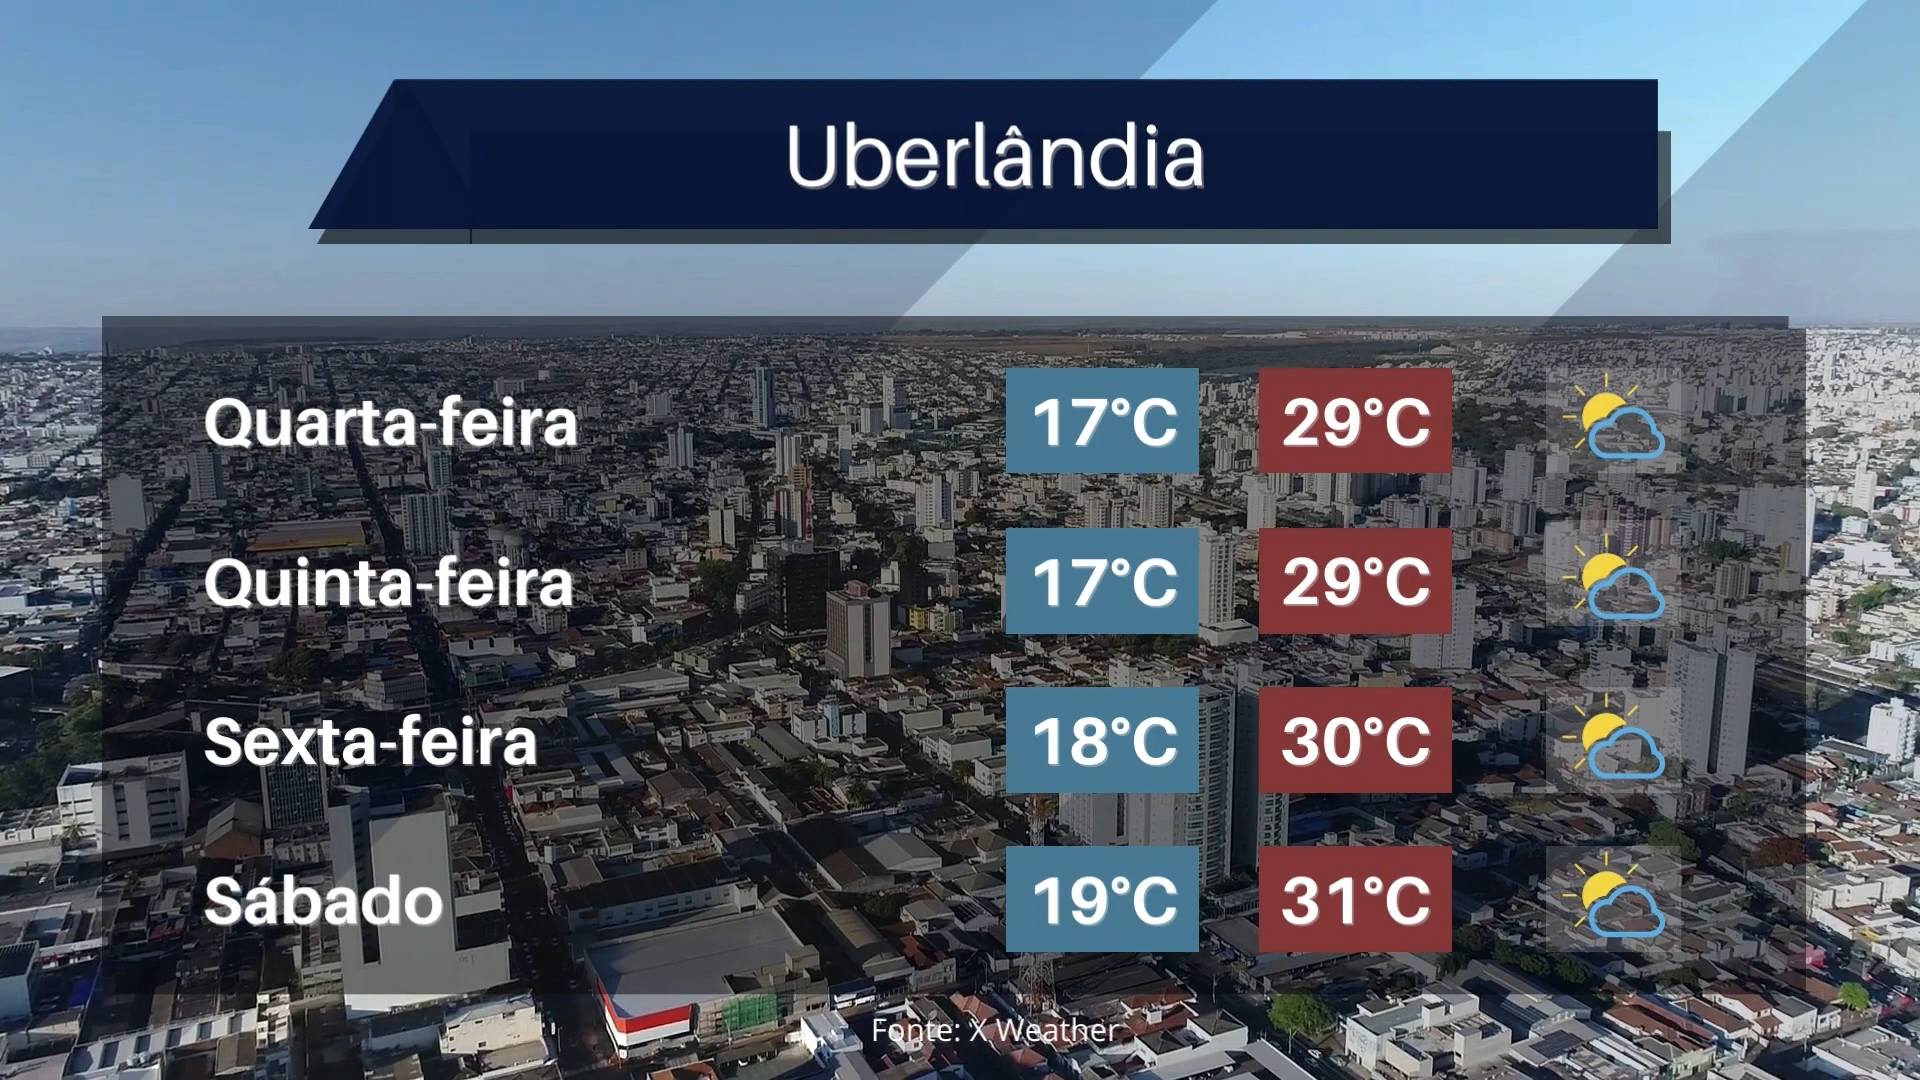 Uberlândia
Quarta-feira 17°C 29°C
Quinta-feira 17°C 29°C
Sexta-feira 18°C 30°C
Sábado 19°C 31°C
Fonte: X Weather